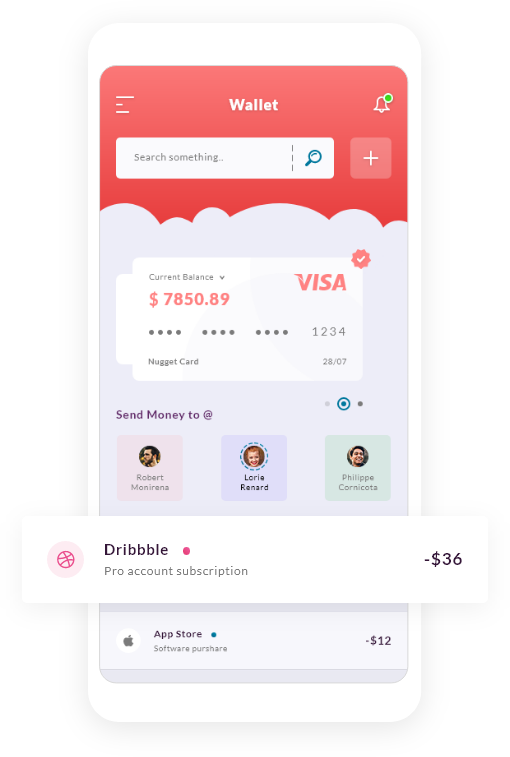 Wallet
Search something..
Current Balance
VISA
$ 7850.89
1234
Nugget Card
28/07
Send Money to @
Robert
Monirena
Lorie
Renard
Philippe
Cornicota
Dribbble
-$36
Pro account subscription
App Store
-$12
Software purshare